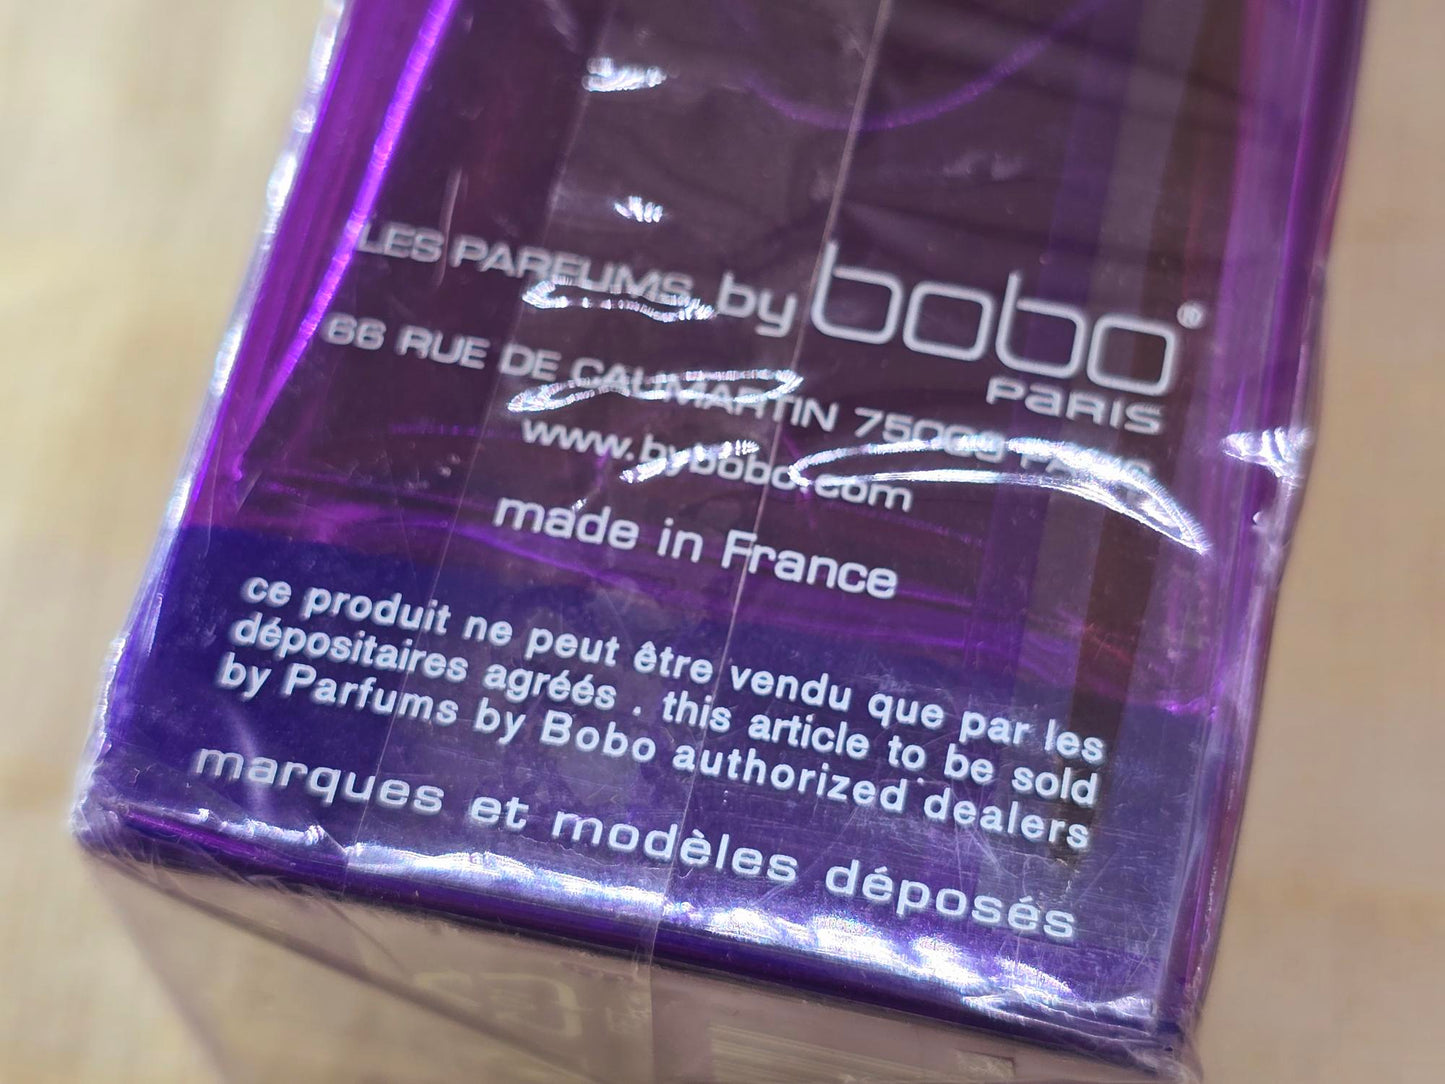 LES PARFUMS by bobo®
PARIS
66 RUE DE CAUMARTIN 75009 PARIS
www.bybobo.com
made in France
ce produit ne peut être vendu que par les
dépositaires agréés . this article to be sold
by Parfums by Bobo authorized dealers
marques et modèles déposés